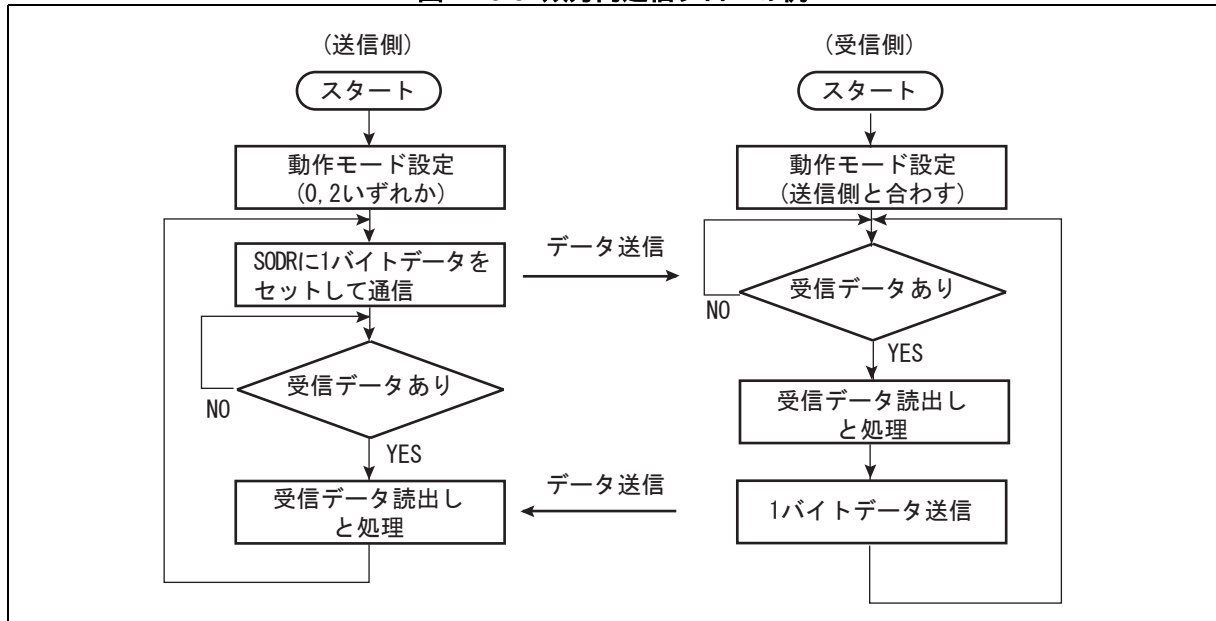 (送信側)
スタート
動作モード設定
(0,2いずれか)
SODRに1バイトデータを
セットして通信
受信データあり
NO
YES
受信データ読出し
と処理
データ送信
データ送信
(受信側)
スタート
動作モード設定
(送信側と合わす)
受信データあり
NO
YES
受信データ読出し
と処理
1バイトデータ送信